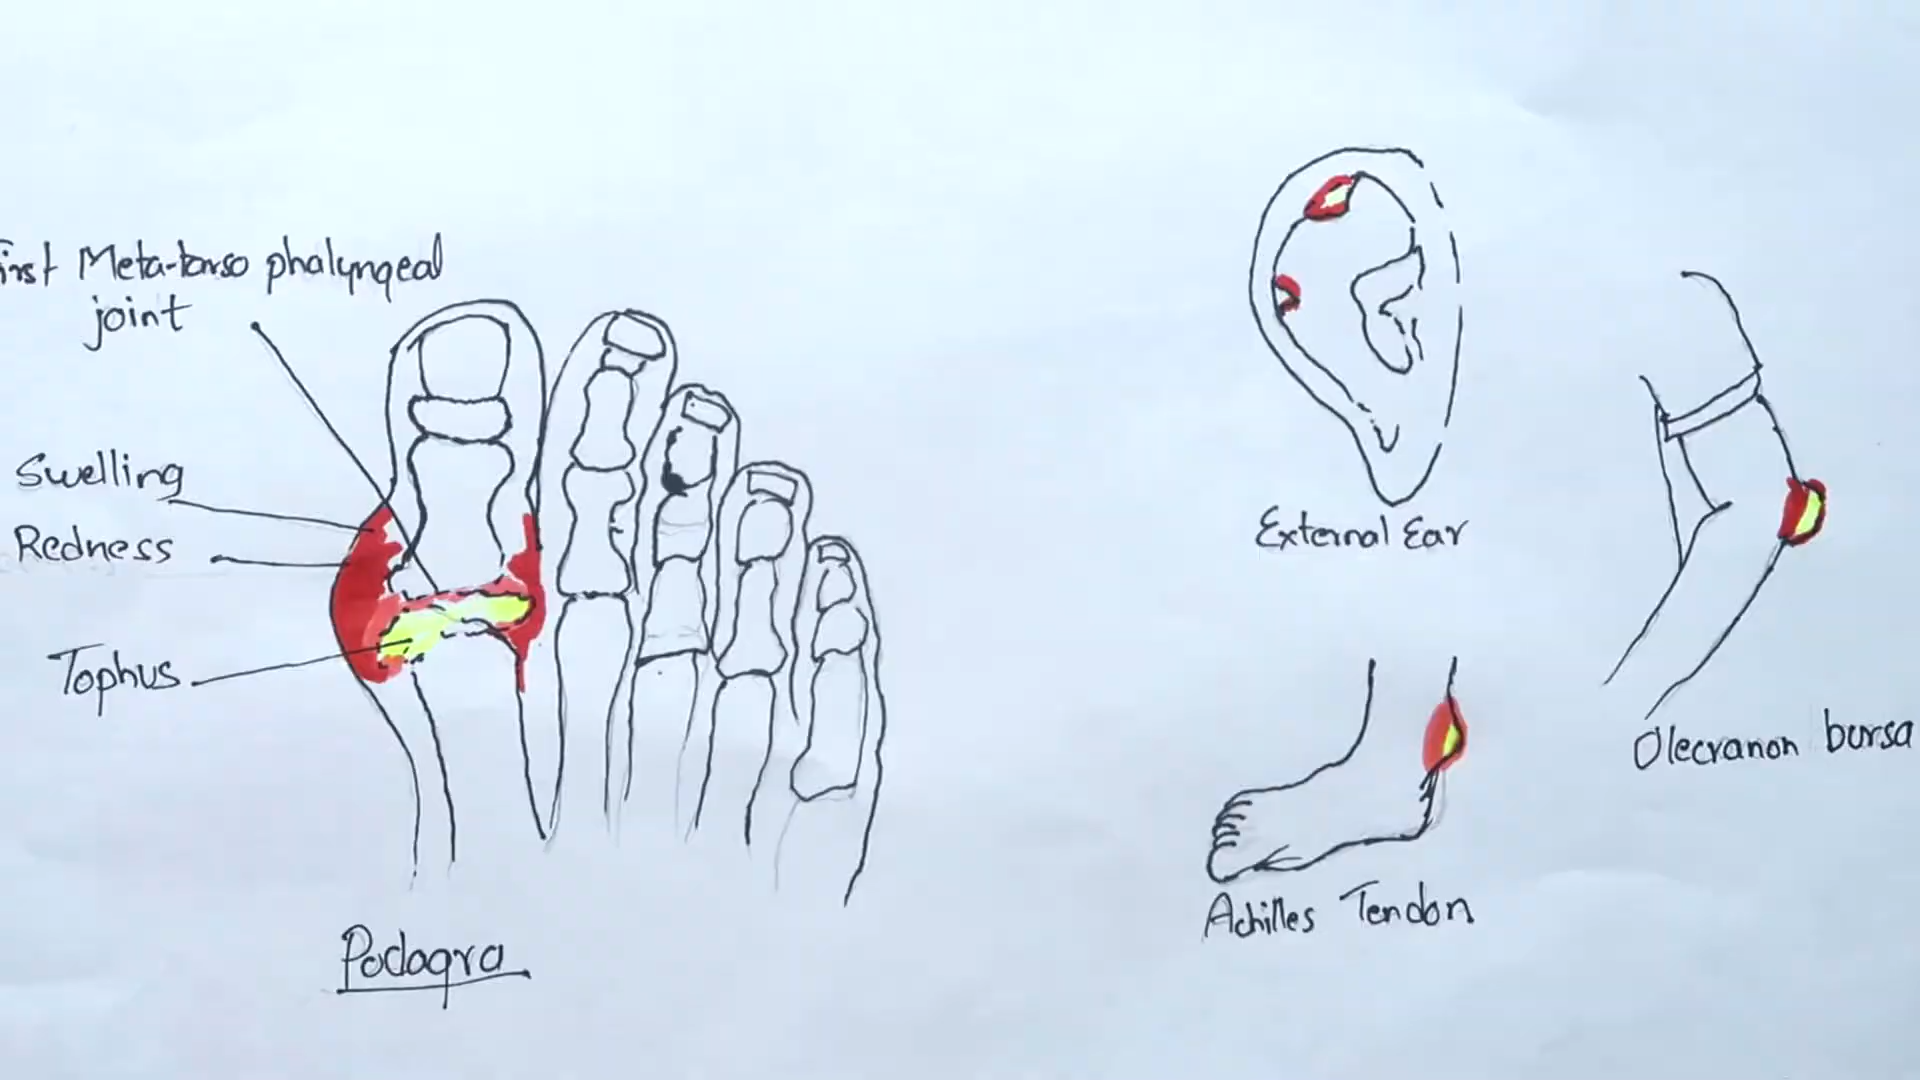 irst Meta-tarso phalyngeal
joint
Swelling
Redness
Tophus
Podagra
External Ear
Olecranon bursa
Achilles Tendon